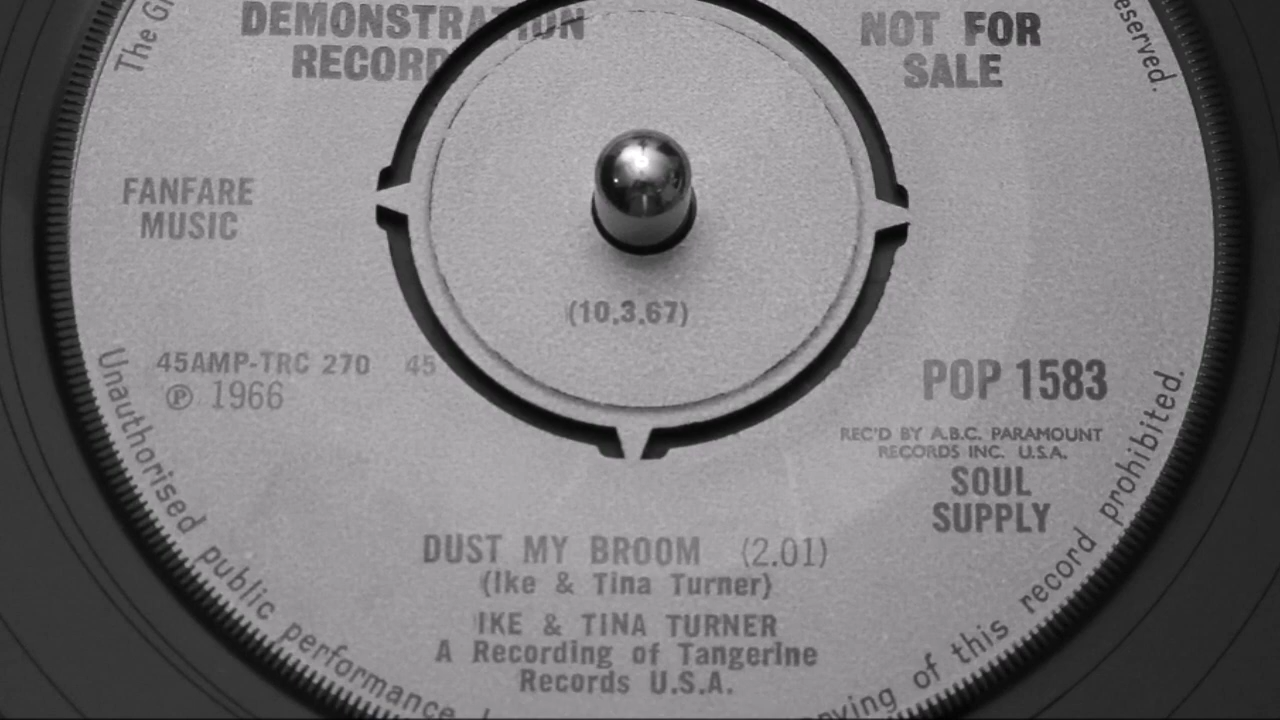 The
DEMONSTRATION
RECORD
NOT FOR
SALE
eserved.
FANFARE
MUSIC
(10.3.67)
45AMP-TRC 270 45
℗ 1966
POP 1583
REC'D BY A.B.C. PARAMOUNT
RECORDS INC. U.S.A.
SOUL
SUPPLY
DUST MY BROOM (2.01)
(Ike & Tina Turner)
IKE & TINA TURNER
A Recording of Tangerine
Records U.S.A.
Unauthorised public performance
of this record prohibited.